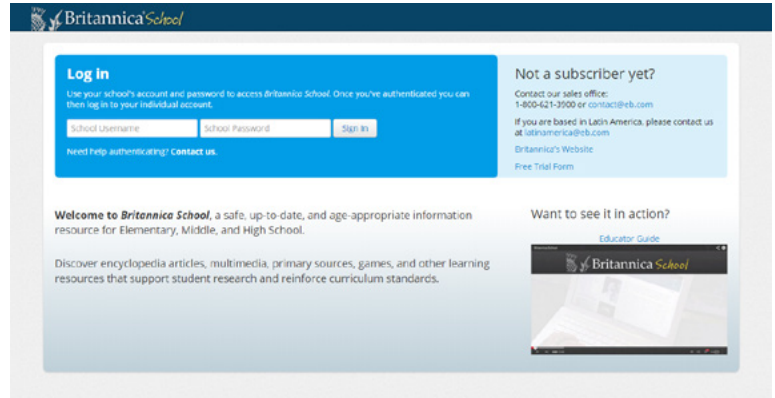 Britannica School
Log in
Use your school's account and password to access Britannica School. Once you've authenticated you can
then log in to your individual account.
School Username
School Password
Sign In
Need help authenticating? Contact us.
Not a subscriber yet?
Contact our sales office:
1-800-621-3900 or contact@eb.com
If you are based in Latin America, please contact us
at latinamerica@eb.com
Britannica's Website
Free Trial Form
Welcome to Britannica School, a safe, up-to-date, and age-appropriate information
resource for Elementary, Middle, and High School.
Discover encyclopedia articles, multimedia, primary sources, games, and other learning
resources that support student research and reinforce curriculum standards.
Want to see it in action?
Educator Guide
Britannica School